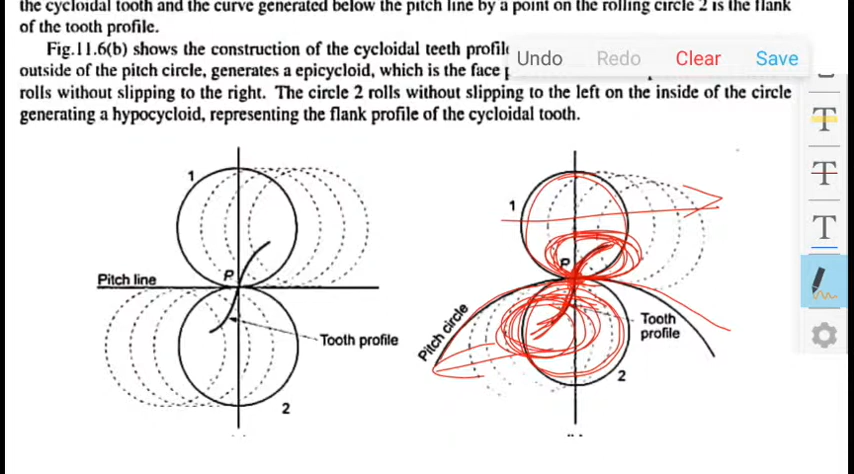 the cycloidal tooth and the curve generated below the pitch line by a point on the rolling circle 2 is the flank
of the tooth profile.
Fig.11.6(b) shows the construction of the cycloidal teeth profile
Undo Redo Clear Save
outside of the pitch circle, generates a epicycloid, which is the face
rolls without slipping to the right. The circle 2 rolls without slipping to the left on the inside of the circle
generating a hypocycloid, representing the flank profile of the cycloidal tooth.
T
T
T
1
P
Pitch line
Tooth profile
2
1
P
Pitch circle
Tooth
profile
2